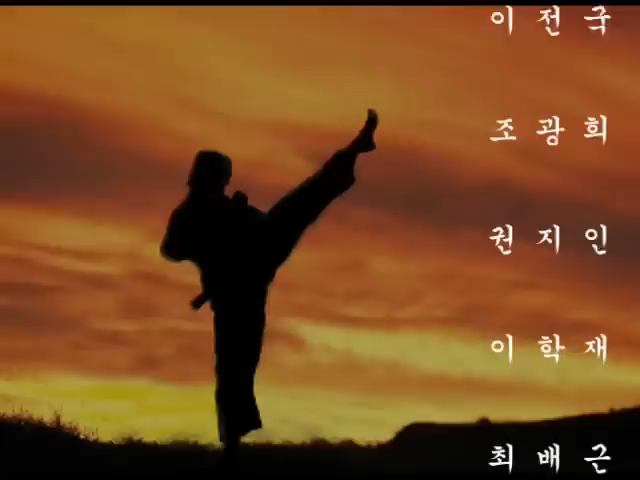 이 전 국
조 광 희
권 지 인
이 학 재
최 배 근